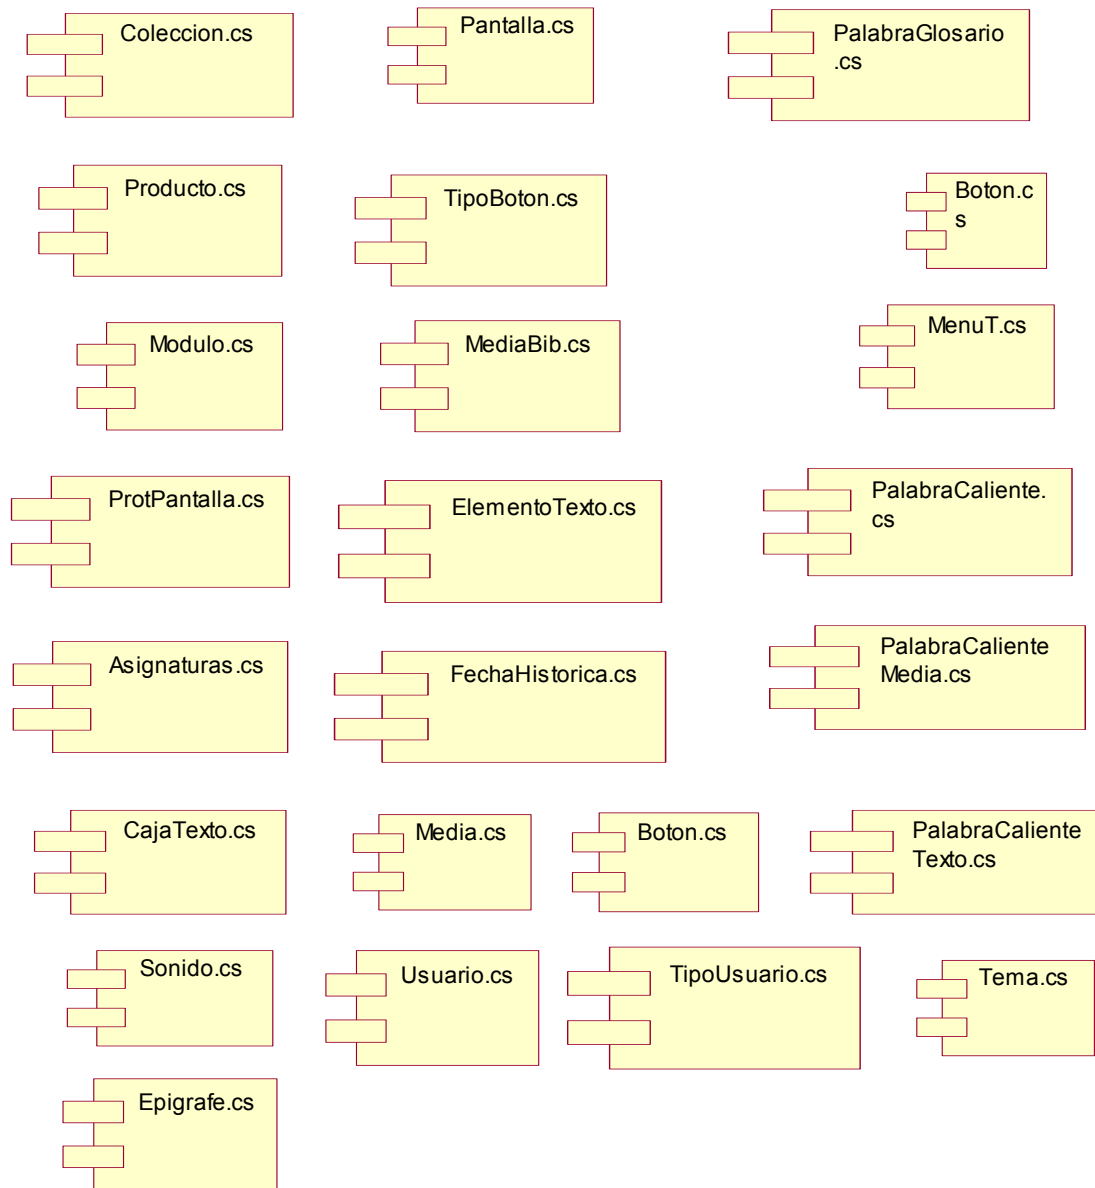 Coleccion.cs
Pantalla.cs
PalabraGlosario
.cs
Producto.cs
TipoBoton.cs
Boton.c
s
Modulo.cs
MediaBib.cs
MenuT.cs
ProtPantalla.cs
ElementoTexto.cs
PalabraCaliente.
cs
Asignaturas.cs
FechaHistorica.cs
PalabraCaliente
Media.cs
CajaTexto.cs
Media.cs
Boton.cs
PalabraCaliente
Texto.cs
Sonido.cs
Usuario.cs
TipoUsuario.cs
Tema.cs
Epigrafe.cs